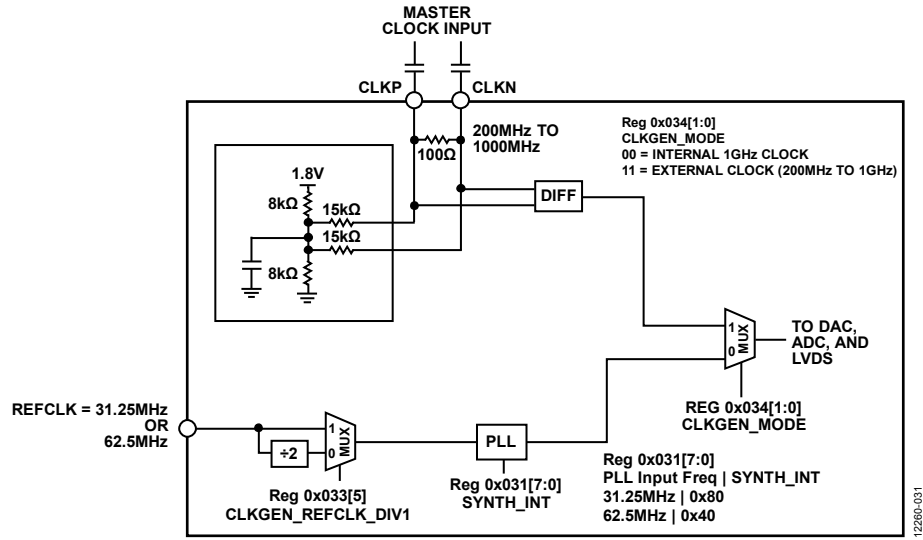 MASTER
CLOCK INPUT
CLKP
CLKN
200MHz TO
1000MHz
100Ω
Reg 0x034[1:0]
CLKGEN_MODE
00 = INTERNAL 1GHz CLOCK
11 = EXTERNAL CLOCK (200MHz TO 1GHz)
1.8V
8kΩ
15kΩ
15kΩ
8kΩ
DIFF
1
0
MUX
TO DAC,
ADC, AND
LVDS
REG 0x034[1:0]
CLKGEN_MODE
REFCLK = 31.25MHz
OR
62.5MHz
÷2
1
0
MUX
Reg 0x033[5]
CLKGEN_REFCLK_DIV1
PLL
Reg 0x031[7:0]
SYNTH_INT
Reg 0x031[7:0]
PLL Input Freq | SYNTH_INT
31.25MHz | 0x80
62.5MHz | 0x40
12260-031